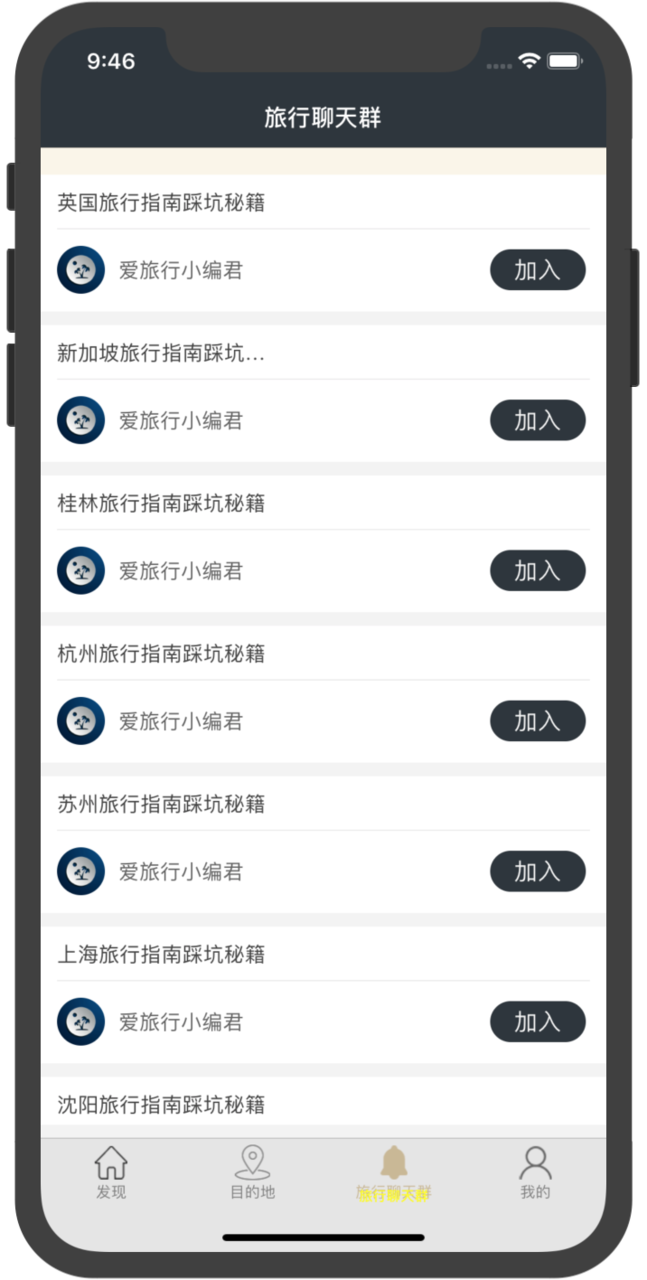 9:46
旅行聊天群
英国旅行指南踩坑秘籍
爱旅行小编君
加入
新加坡旅行指南踩坑...
爱旅行小编君
加入
桂林旅行指南踩坑秘籍
爱旅行小编君
加入
杭州旅行指南踩坑秘籍
爱旅行小编君
加入
苏州旅行指南踩坑秘籍
爱旅行小编君
加入
上海旅行指南踩坑秘籍
爱旅行小编君
加入
沈阳旅行指南踩坑秘籍
发现
目的地
旅行聊天群
我的